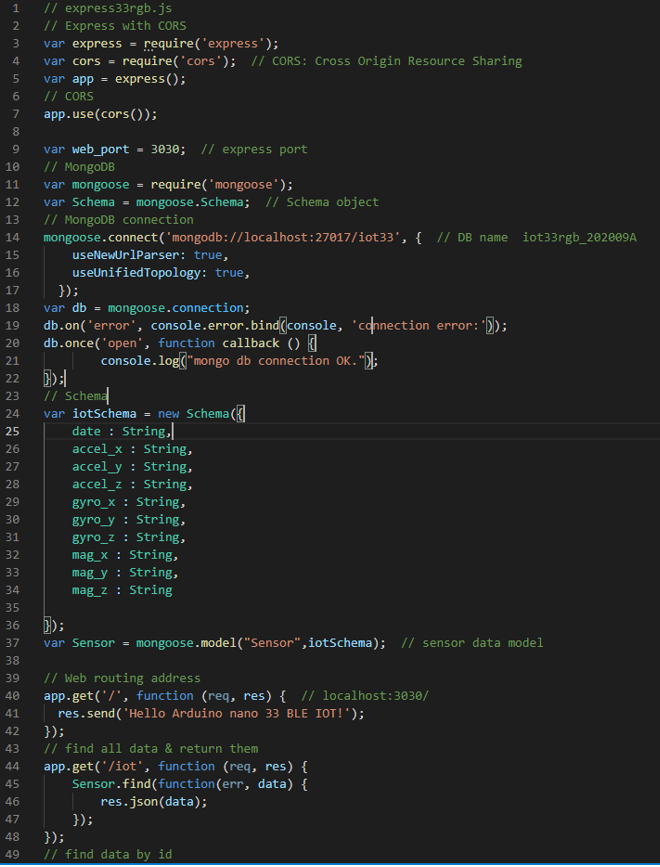 1 // express33rgb.js
2 // Express with CORS
3 var express = require('express');
4 var cors = require('cors');  // CORS: Cross Origin Resource Sharing
5 var app = express();
6 // CORS
7 app.use(cors());
8
9 var web_port = 3030;  // express port
10 // MongoDB
11 var mongoose = require('mongoose');
12 var Schema = mongoose.Schema;  // Schema object
13 // MongoDB connection
14 mongoose.connect('mongodb://localhost:27017/iot33', {  // DB name  iot33rgb_202009A
15     useNewUrlParser: true,
16     useUnifiedTopology: true,
17   });
18 var db = mongoose.connection;
19 db.on('error', console.error.bind(console, 'connection error:'));
20 db.once('open', function callback () {
21         console.log("mongo db connection OK.");
22 });
23 // Schema
24 var iotSchema = new Schema({
25     date : String,
26     accel_x : String,
27     accel_y : String,
28     accel_z : String,
29     gyro_x : String,
30     gyro_y : String,
31     gyro_z : String,
32     mag_x : String,
33     mag_y : String,
34     mag_z : String
35
36 });
37 var Sensor = mongoose.model("Sensor",iotSchema);  // sensor data model
38
39 // Web routing address
40 app.get('/', function (req, res) {  // localhost:3030/
41   res.send('Hello Arduino nano 33 BLE IOT!');
42 });
43 // find all data & return them
44 app.get('/iot', function (req, res) {
45     Sensor.find(function(err, data) {
46         res.json(data);
47     });
48 });
49 // find data by id